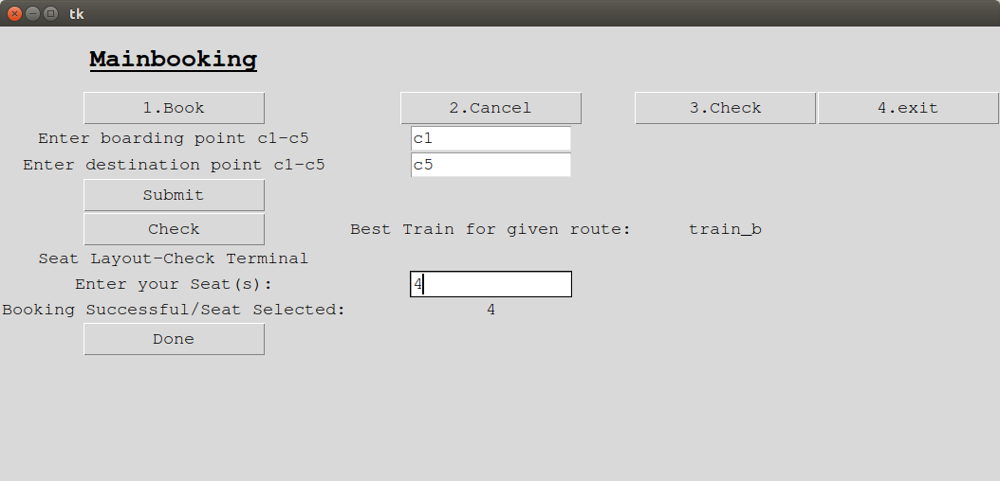 tk
Mainbooking
1.Book 2.Cancel 3.Check 4.exit
Enter boarding point c1-c5 c1
Enter destination point c1-c5 c5
Submit
Check Best Train for given route: train_b
Seat Layout-Check Terminal
Enter your Seat(s): 4
Booking Successful/Seat Selected: 4
Done